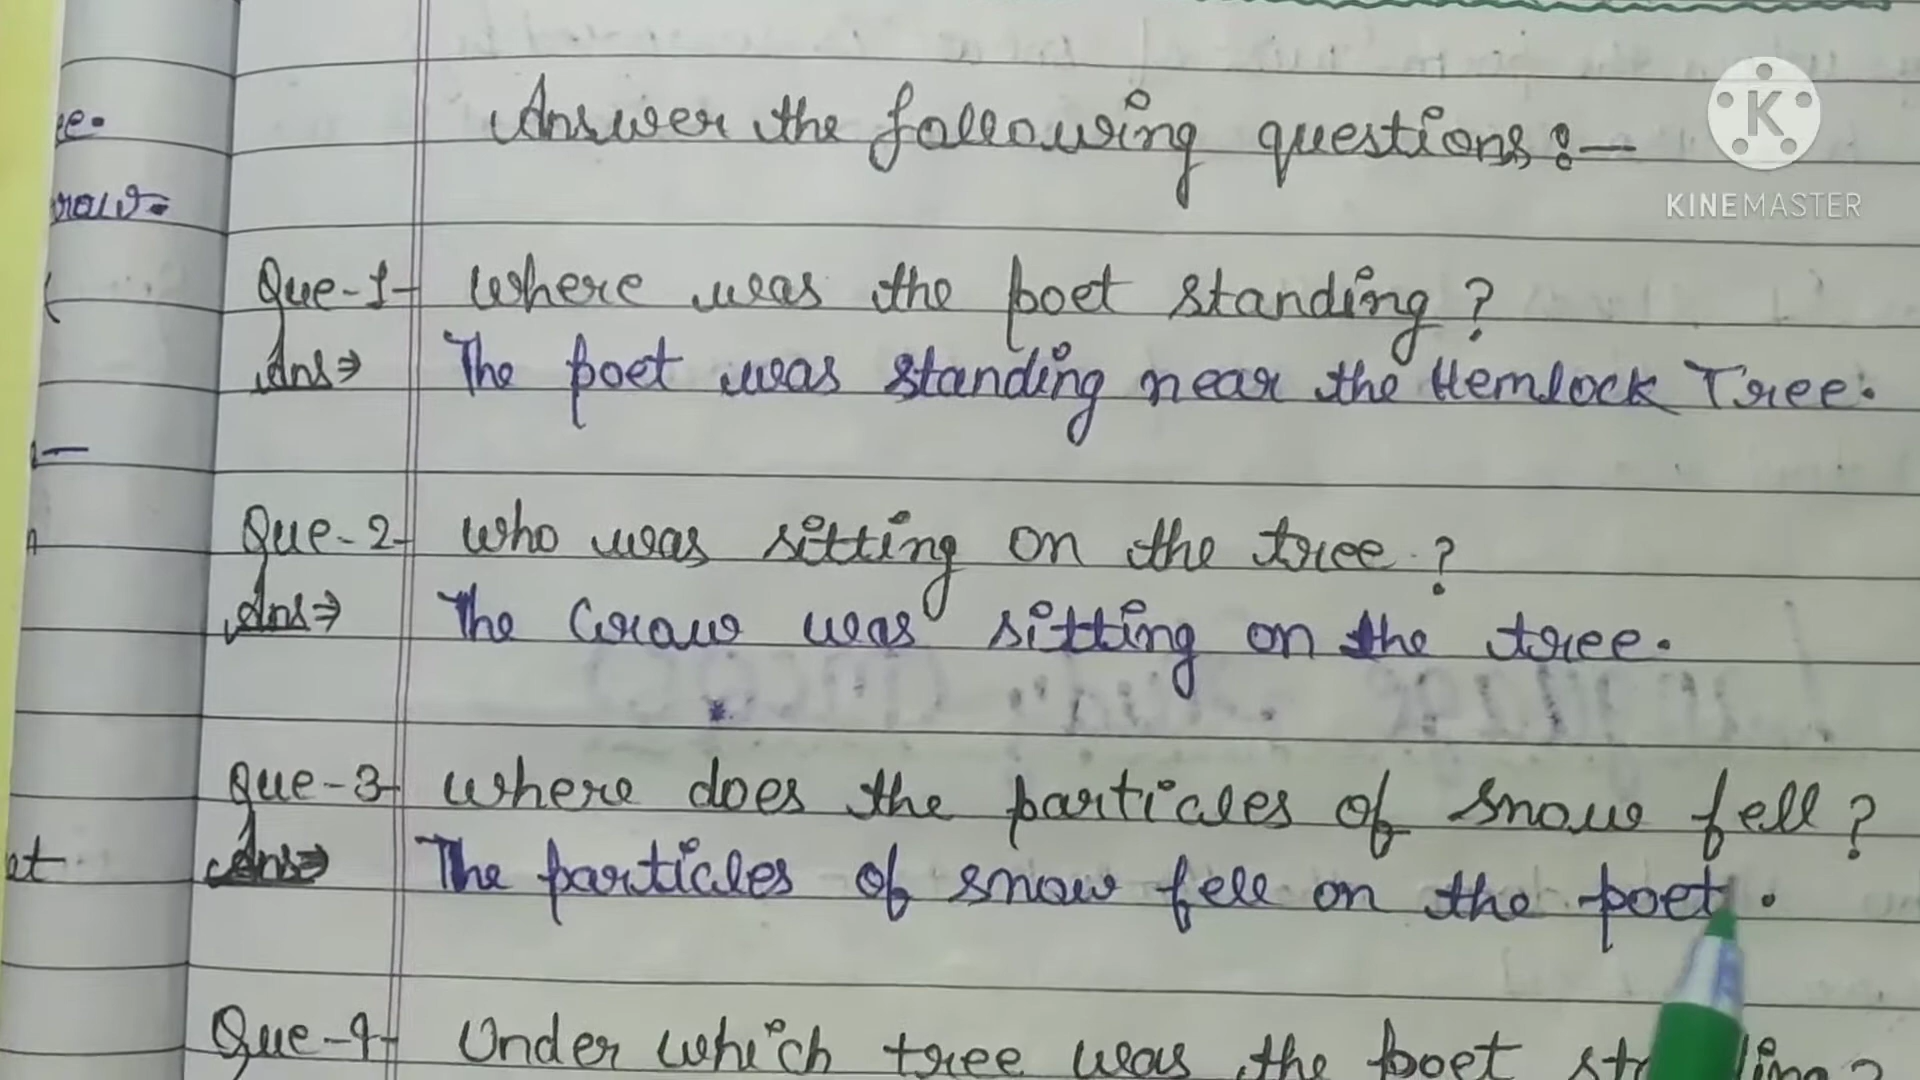 Answer the following questions:-
KINEMASTER
Que-1- Where was the poet standing?
Ans⇒ The poet was standing near the Hemlock Tree.
Que-2- Who was sitting on the tree?
Ans⇒ The Craw was sitting on the tree.
Que-3- Where does the particles of snow fell?
Ans⇒ The particles of snow fell on the poet.
Que-4- Under which tree was the poet